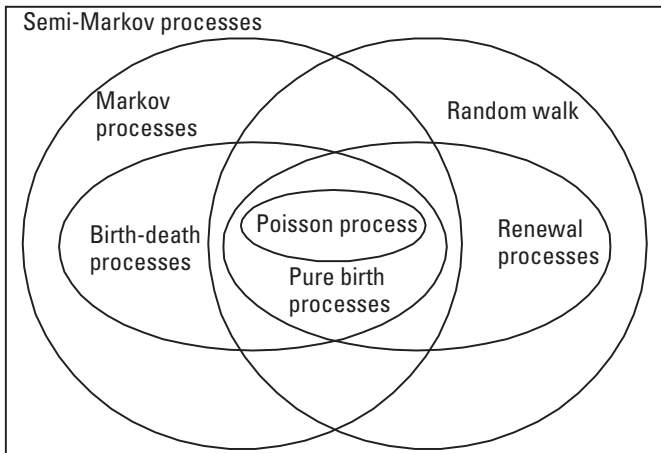 Semi-Markov processes
Markov
processes
Random walk
Birth-death
processes
Poisson process
Pure birth
processes
Renewal
processes